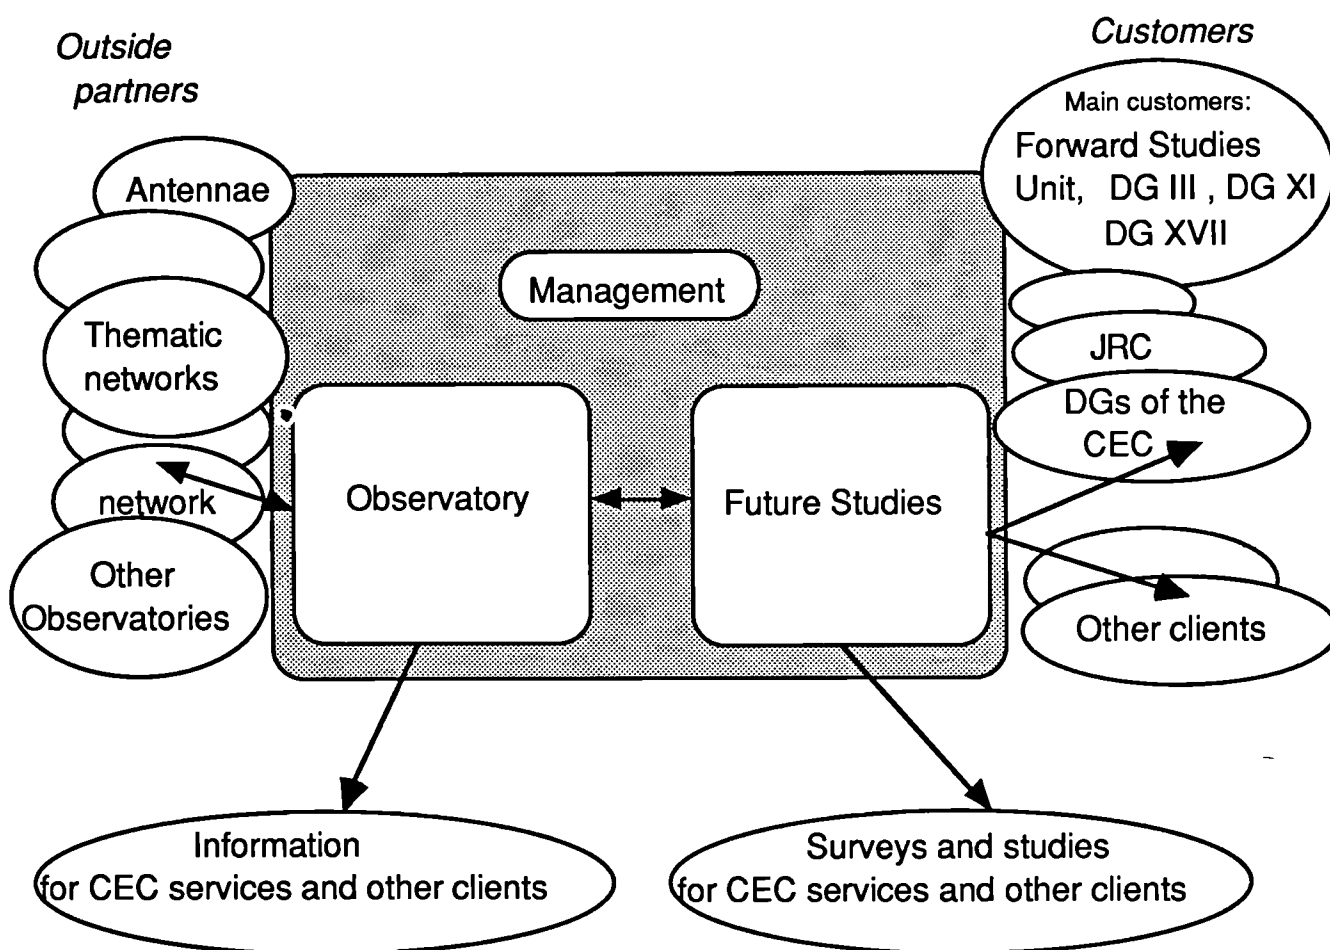 Outside
partners
Customers
Main customers:
Forward Studies
Unit, DG III , DG XI
DG XVII
Antennae
Management
Thematic
networks
JRC
DGs of the
CEC
network
Observatory
Future Studies
Other
Observatories
Other clients
Information
for CEC services and other clients
Surveys and studies
for CEC services and other clients